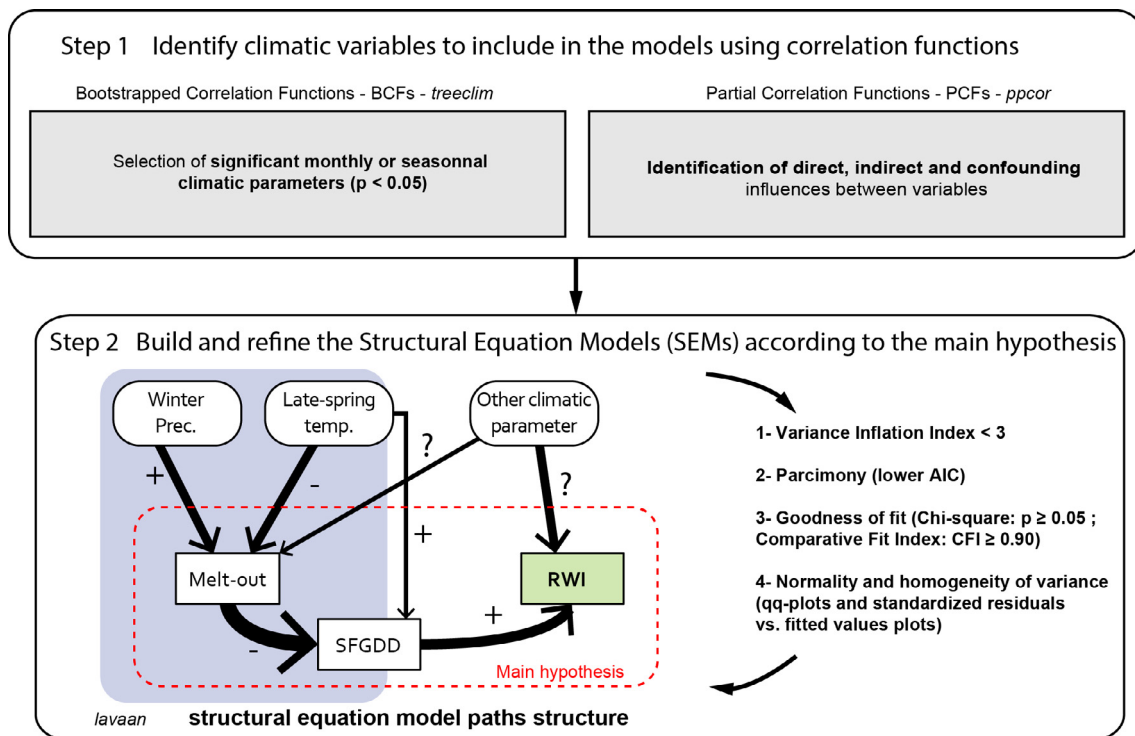 Step 1 Identify climatic variables to include in the models using correlation functions
Bootstrapped Correlation Functions - BCFs - treeclim
Selection of significant monthly or seasonnal
climatic parameters (p < 0.05)
Partial Correlation Functions - PCFs - ppcor
Identification of direct, indirect and confounding
influences between variables
Step 2 Build and refine the Structural Equation Models (SEMs) according to the main hypothesis
Winter
Prec.
Late-spring
temp.
Other climatic
parameter
+
-
?
?
+
Melt-out
RWI
-
SFGDD
+
Main hypothesis
lavaan
structural equation model paths structure
1- Variance Inflation Index < 3
2- Parcimony (lower AIC)
3- Goodness of fit (Chi-square: p ≥ 0.05 ;
Comparative Fit Index: CFI ≥ 0.90)
4- Normality and homogeneity of variance
(qq-plots and standardized residuals
vs. fitted values plots)